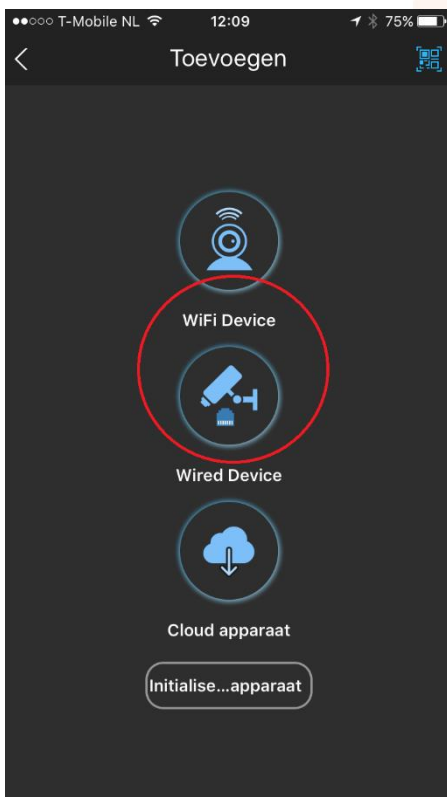 T-Mobile NL 12:09 75%
Toevoegen
WiFi Device
Wired Device
Cloud apparaat
Initialise...apparaat